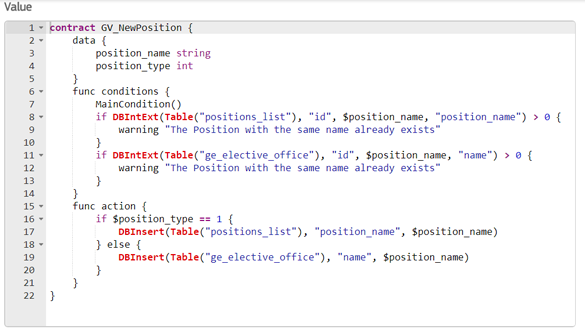 Value
1 contract GV_NewPosition {
2     data {
3         position_name string
4         position_type int
5     }
6     func conditions {
7         MainCondition()
8         if DBIntExt(Table("positions_list"), "id", $position_name, "position_name") > 0 {
9             warning "The Position with the same name already exists"
10         }
11         if DBIntExt(Table("ge_elective_office"), "id", $position_name, "name") > 0 {
12             warning "The Position with the same name already exists"
13         }
14     }
15     func action {
16         if $position_type == 1 {
17             DBInsert(Table("positions_list"), "position_name", $position_name)
18         } else {
19             DBInsert(Table("ge_elective_office"), "name", $position_name)
20         }
21     }
22 }